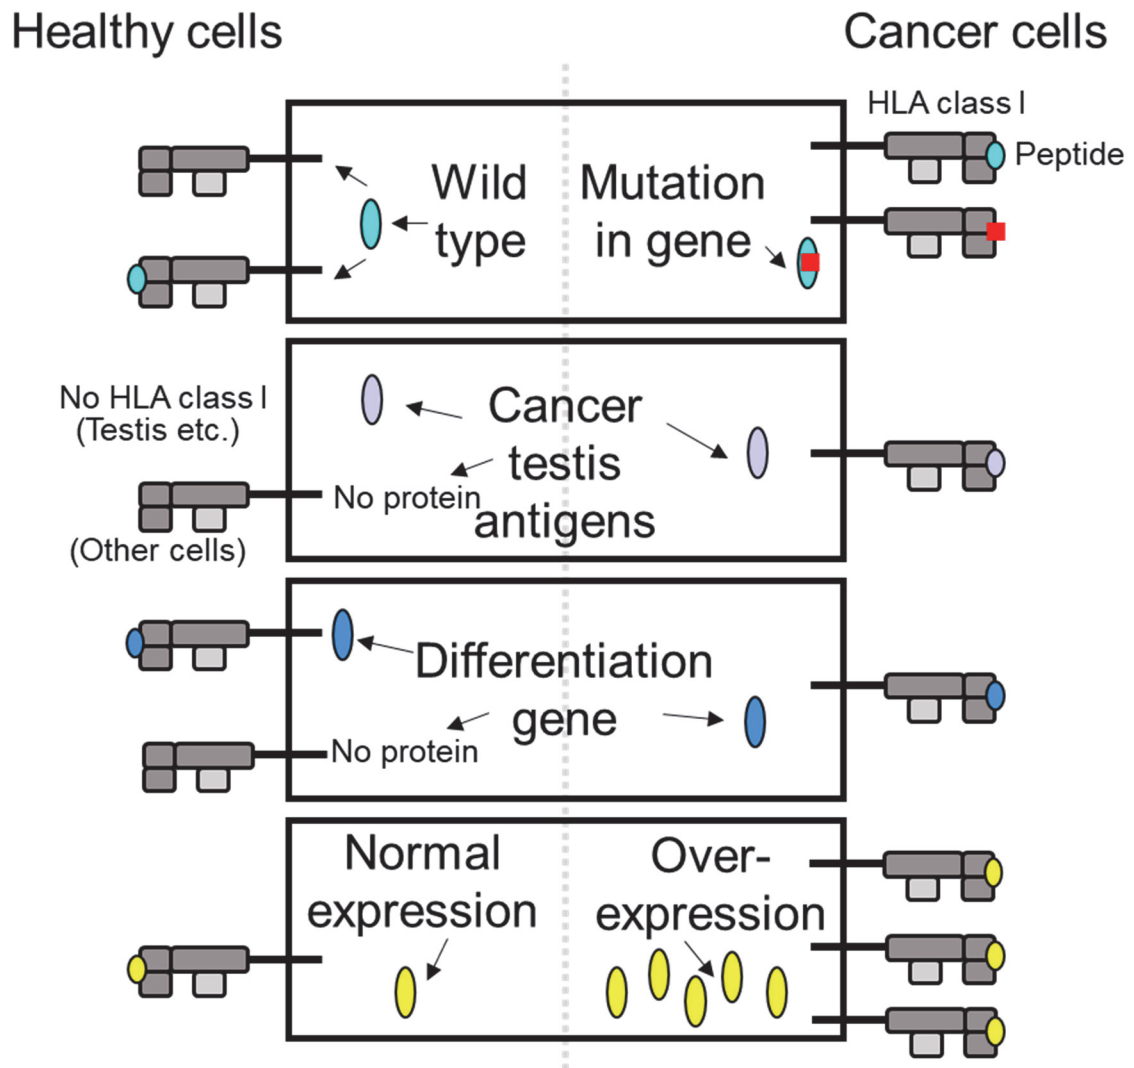 Healthy cells
Cancer cells
HLA class I
Peptide
Wild
type
Mutation
in gene
No HLA class I
(Testis etc.)
Cancer
testis
antigens
No protein
(Other cells)
Differentiation
gene
No protein
Normal
expression
Over-
expression